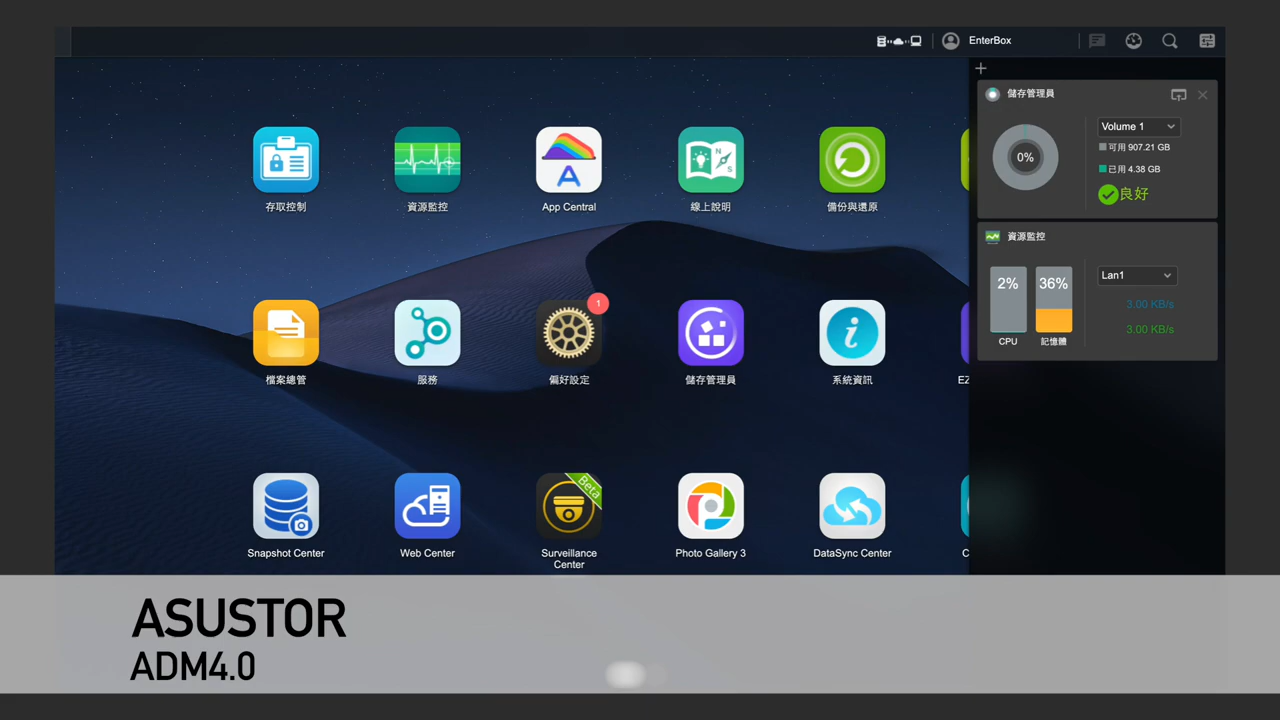 EnterBox
儲存管理員
0%
Volume 1
可用 907.21 GB
已用 4.38 GB
良好
資源監控
2%
36%
CPU
記憶體
Lan1
3.00 KB/s
3.00 KB/s
存取控制
資源監控
App Central
線上說明
備份與還原
1
檔案總管
服務
偏好設定
儲存管理員
系統資訊
EZ
Beta
Snapshot Center
Web Center
Surveillance
Center
Photo Gallery 3
DataSync Center
C
ASUSTOR
ADM4.0